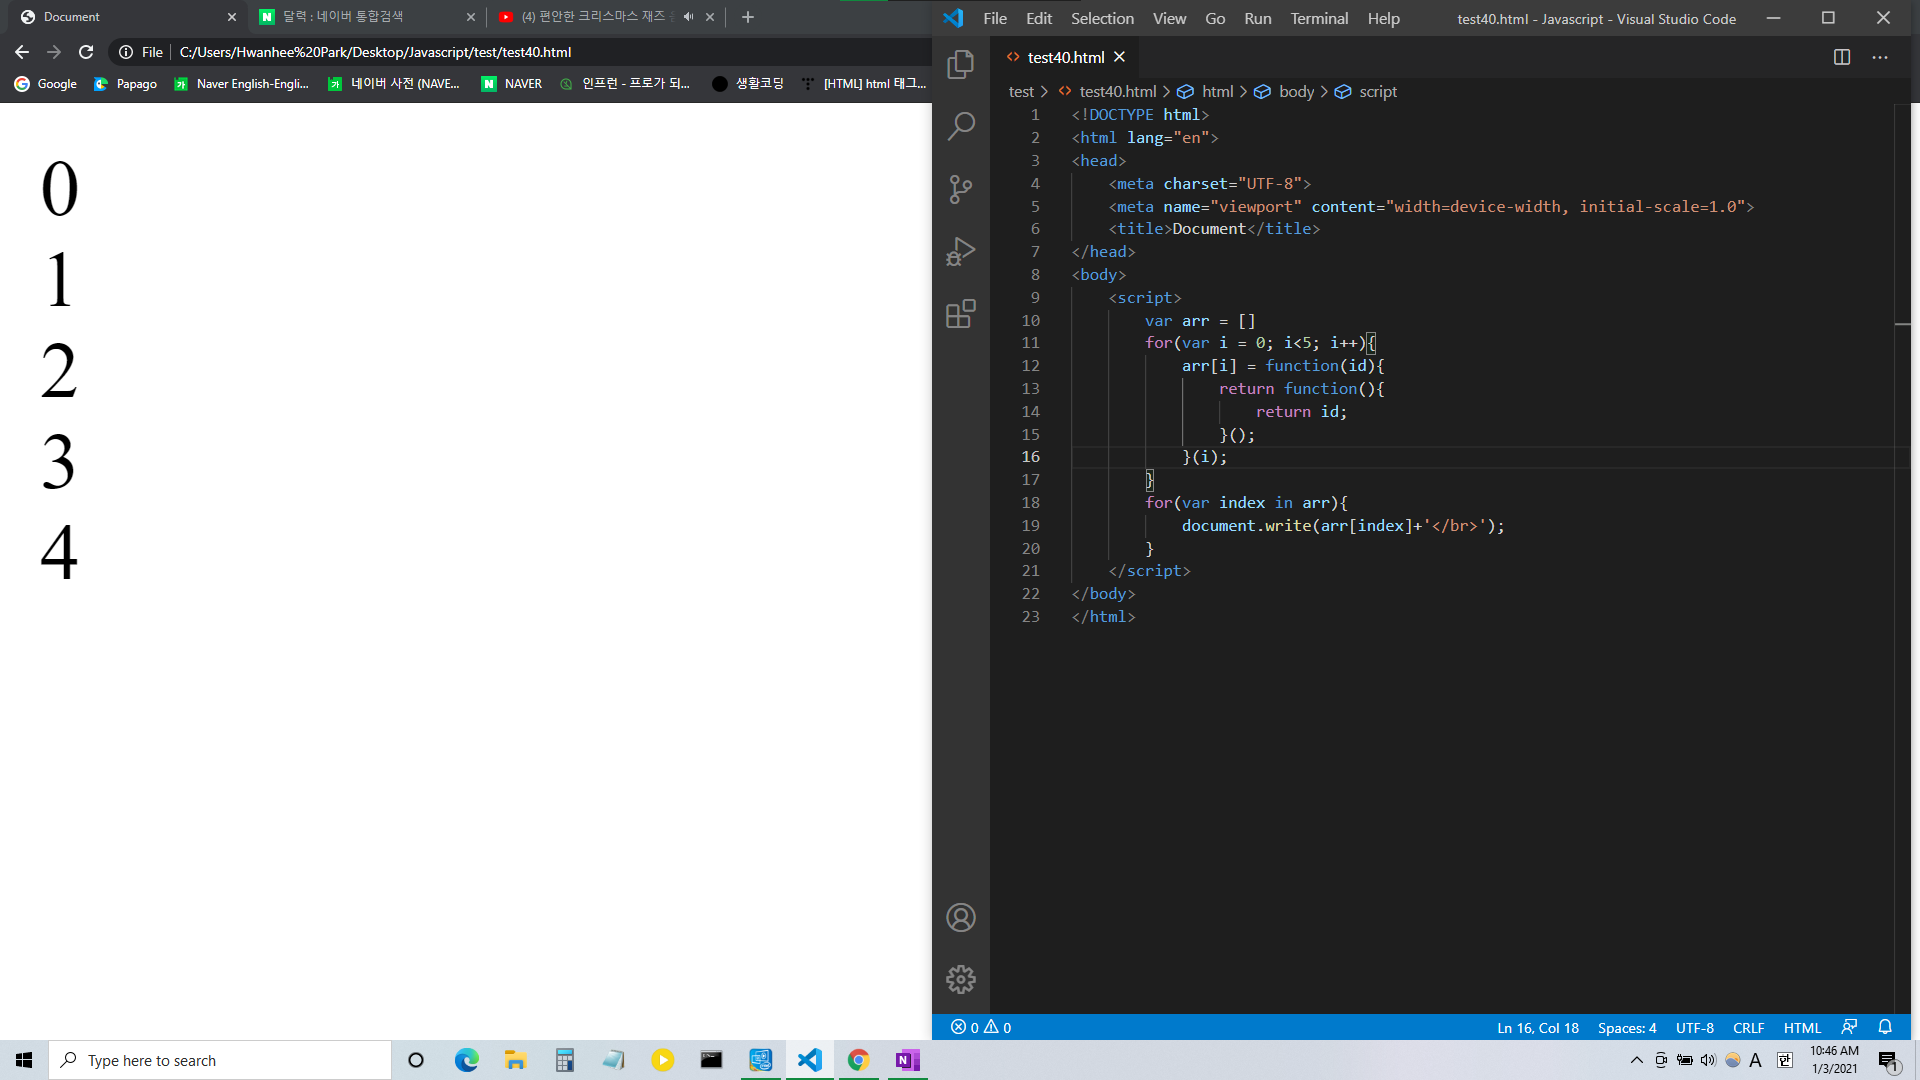 Document
달력 : 네이버 통합검색
(4) 편안한 크리스마스 재즈
File
C:/Users/Hwanhee%20Park/Desktop/Javascript/test/test40.html
Google
Papago
Naver English-Engli...
네이버 사전 (NAVE...
NAVER
인프런 - 프로가 되...
생활코딩
[HTML] html 태그...
0
1
2
3
4
File Edit Selection View Go Run Terminal Help
test40.html - Javascript - Visual Studio Code
test40.html
test > test40.html > html > body > script
1 <!DOCTYPE html>
2 <html lang="en">
3 <head>
4 <meta charset="UTF-8">
5 <meta name="viewport" content="width=device-width, initial-scale=1.0">
6 <title>Document</title>
7 </head>
8 <body>
9 <script>
10 var arr = []
11 for(var i = 0; i<5; i++){
12 arr[i] = function(id){
13 return function(){
14 return id;
15 }();
16 }(i);
17 }
18 for(var index in arr){
19 document.write(arr[index]+'</br>');
20 }
21 </script>
22 </body>
23 </html>
0 0
Ln 16, Col 18
Spaces: 4
UTF-8
CRLF
HTML
Type here to search
A
한
10:46 AM
1/3/2021
1